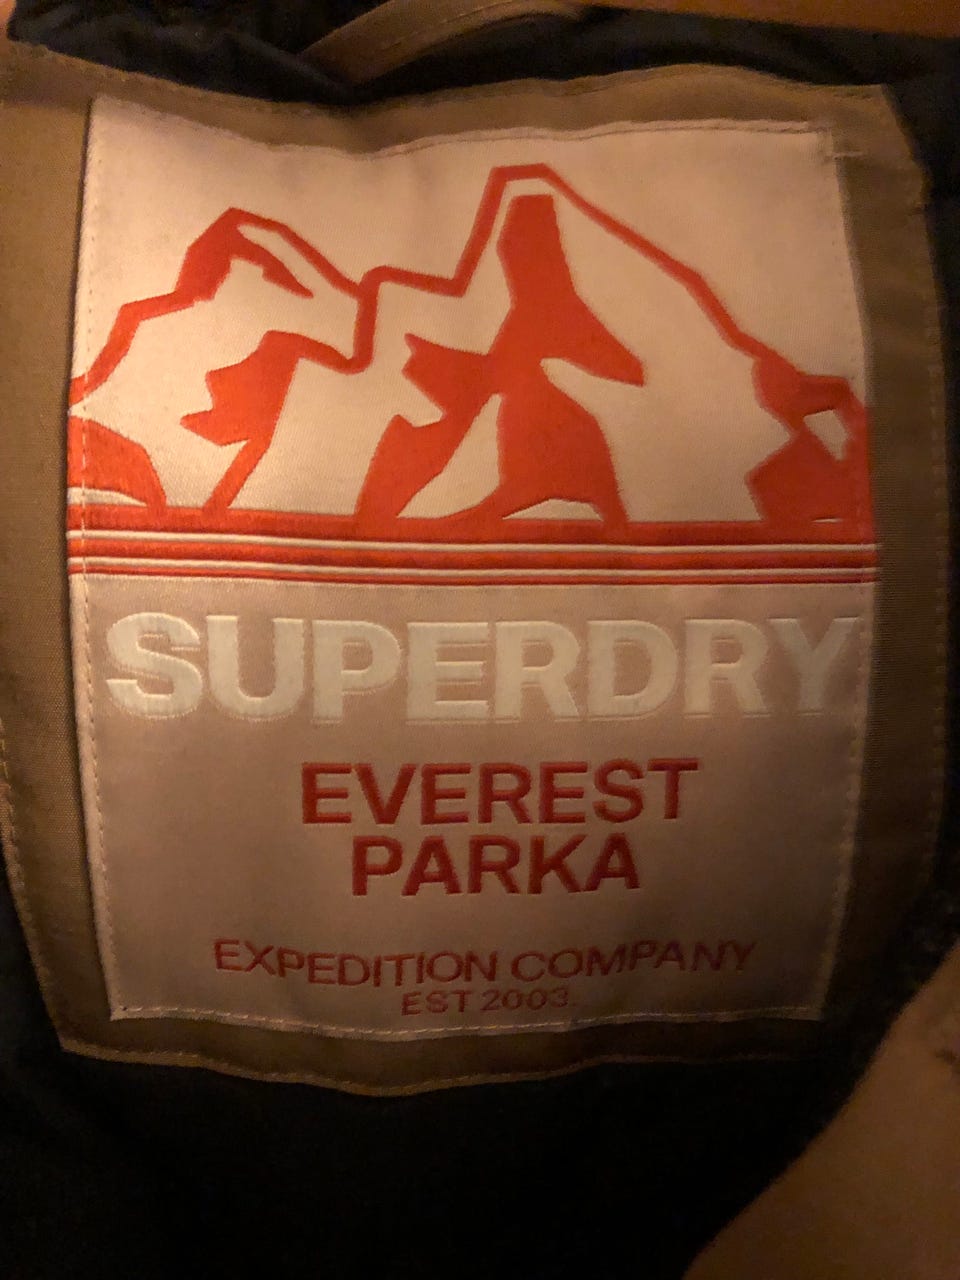 SUPERDRY
EVEREST
PARKA
EXPEDITION COMPANY
EST 2003.